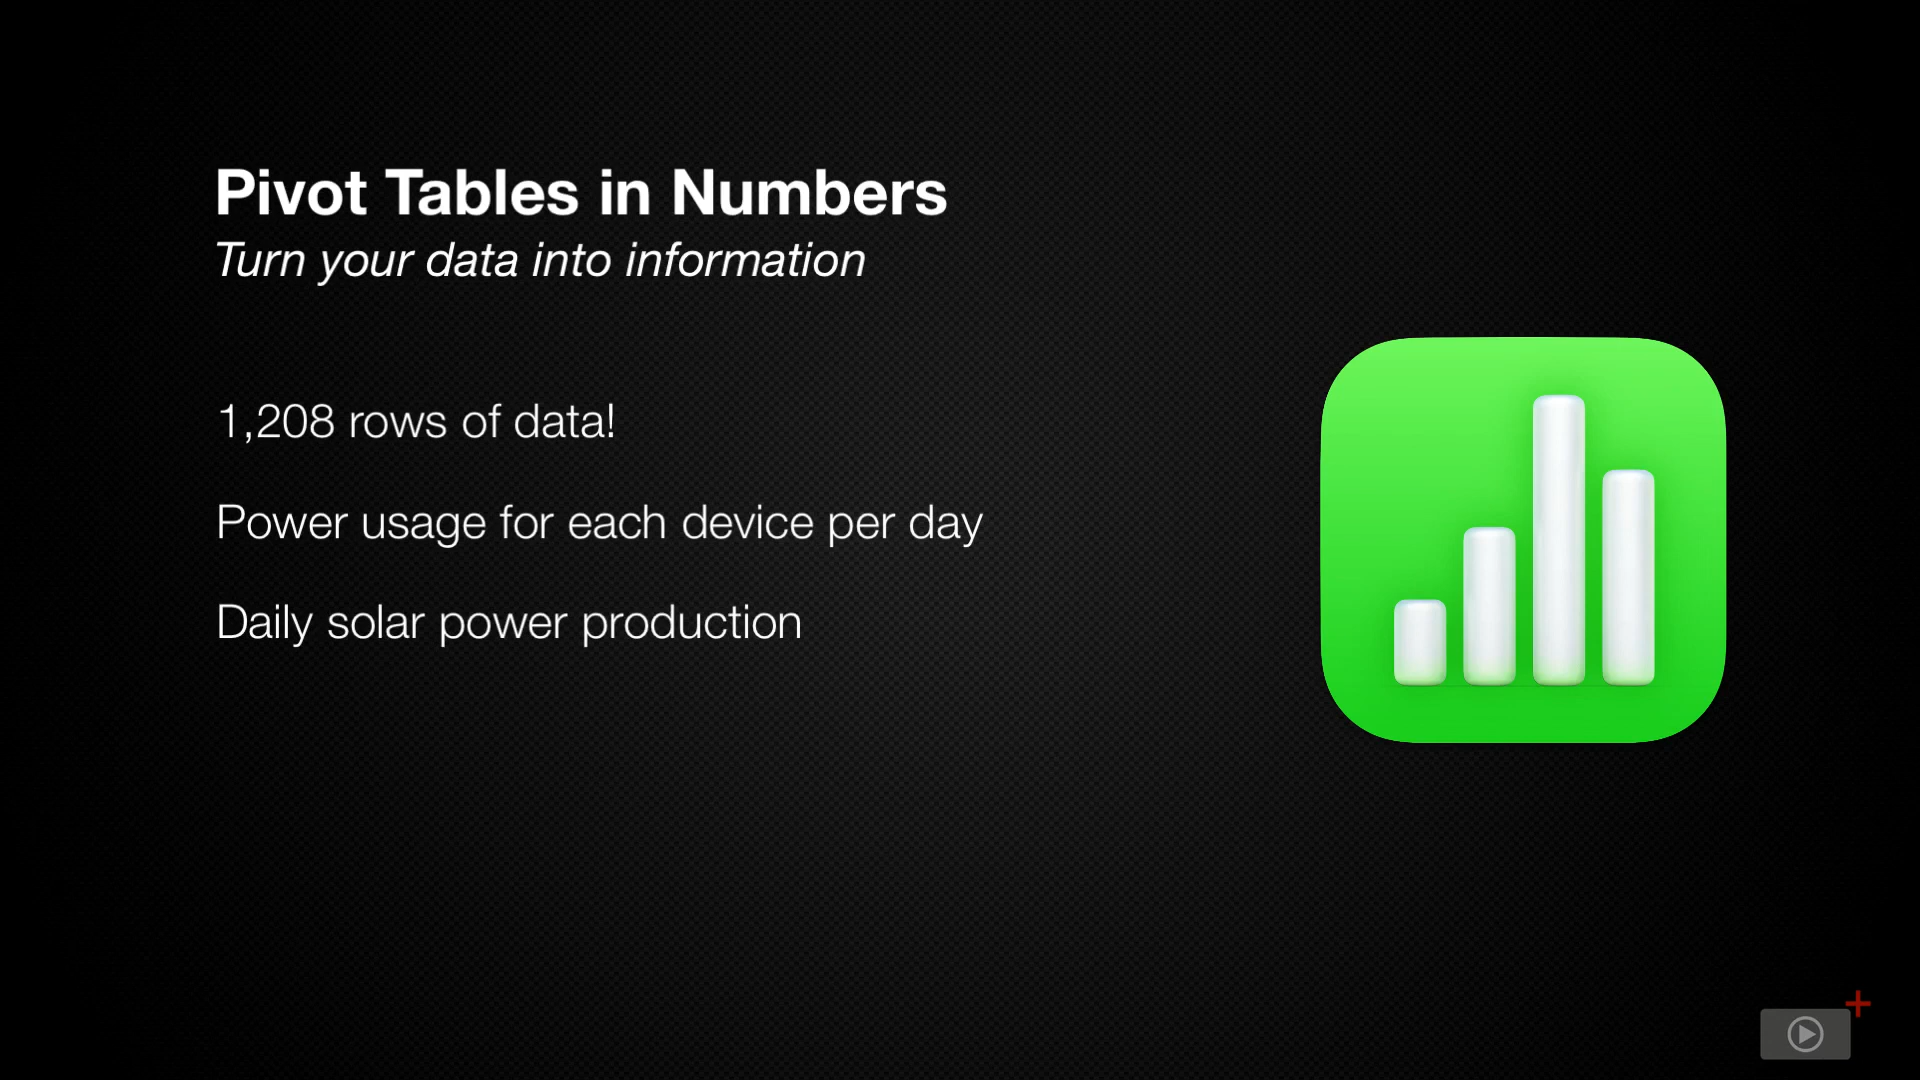 Pivot Tables in Numbers
Turn your data into information
1,208 rows of data!
Power usage for each device per day
Daily solar power production